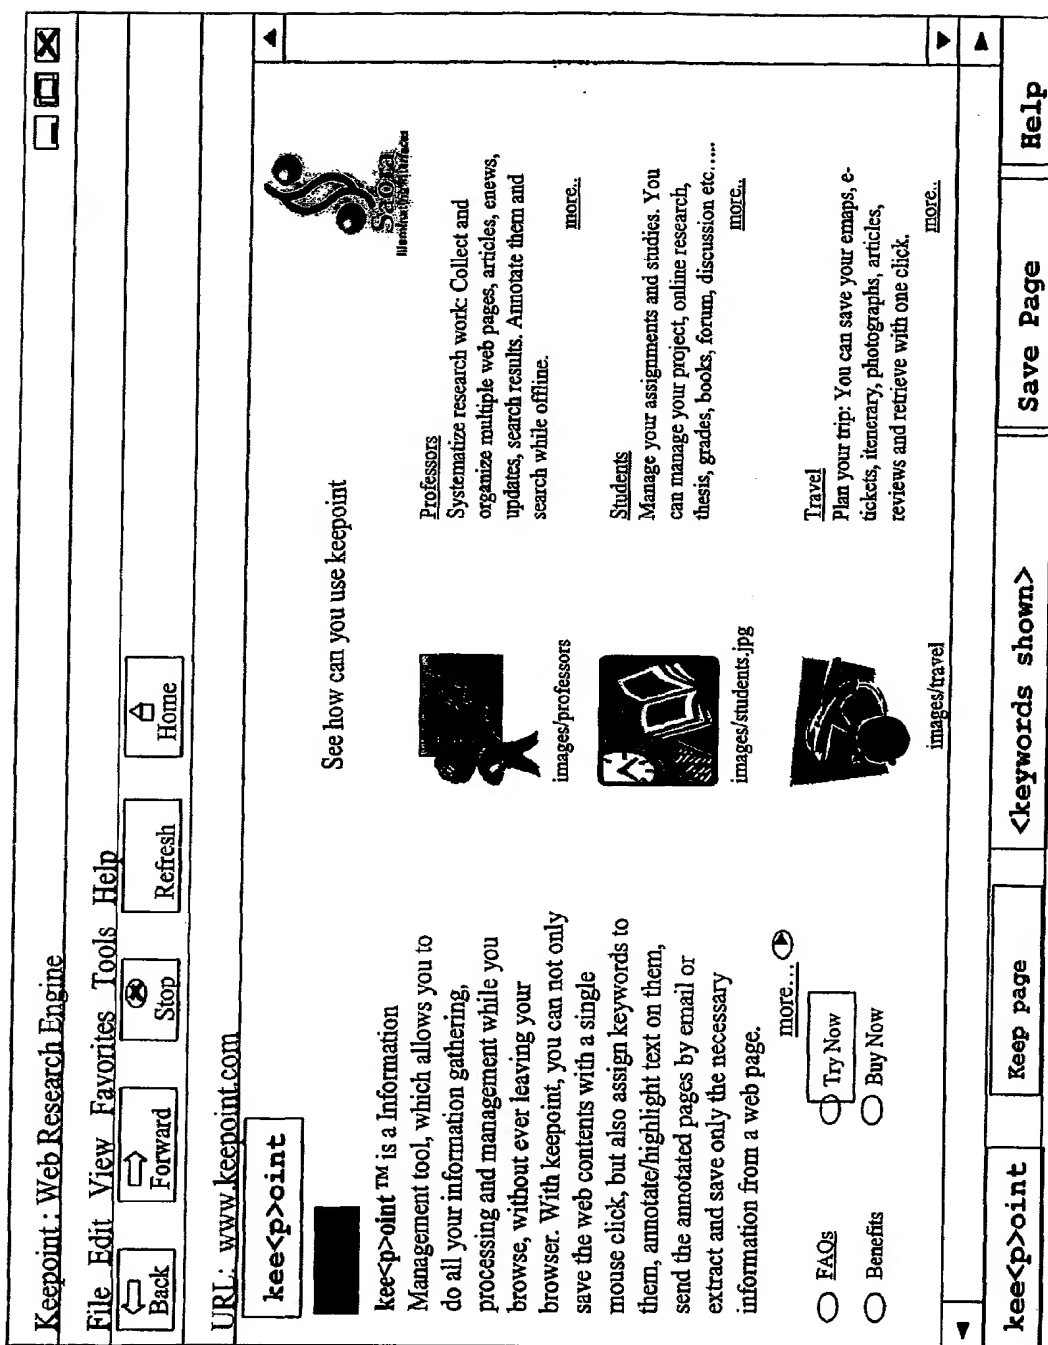 Keepoint : Web Research Engine
File Edit View Favorites Tools Help
Back
Forward
Stop
Refresh
Home
URL: www.keepoint.com
kee<p>oint
kee<p>oint ™ is a Information
Management tool, which allows you to
do all your information gathering,
processing and management while you
browse, without ever leaving your
browser. With keepoint, you can not only
save the web contents with a single
mouse click, but also assign keywords to
them, annotate/highlight text on them,
send the annotated pages by email or
extract and save only the necessary
information from a web page.
more...
FAQs
Try Now
Benefits
Buy Now
See how can you use keepoint
Saora
Illuminating Interfaces
images/professors
Professors
Systematize research work: Collect and
organize multiple web pages, articles, enews,
updates, search results. Annotate them and
search while offline.
more..
images/students.jpg
Students
Manage your assignments and studies. You
can manage your project, online research,
thesis, grades, books, forum, discussion etc.....
more..
images/travel
Travel
Plan your trip: You can save your emaps, e-
tickets, itenerary, photographs, articles,
reviews and retrieve with one click.
more..
kee<p>oint
Keep page
<keywords shown>
Save Page
Help